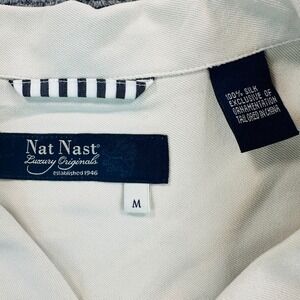 100% SILK
EXCLUSIVE OF
ORNAMENTATION
TAILORED IN CHINA
Nat Nast®
Luxury Originals
established 1946
M